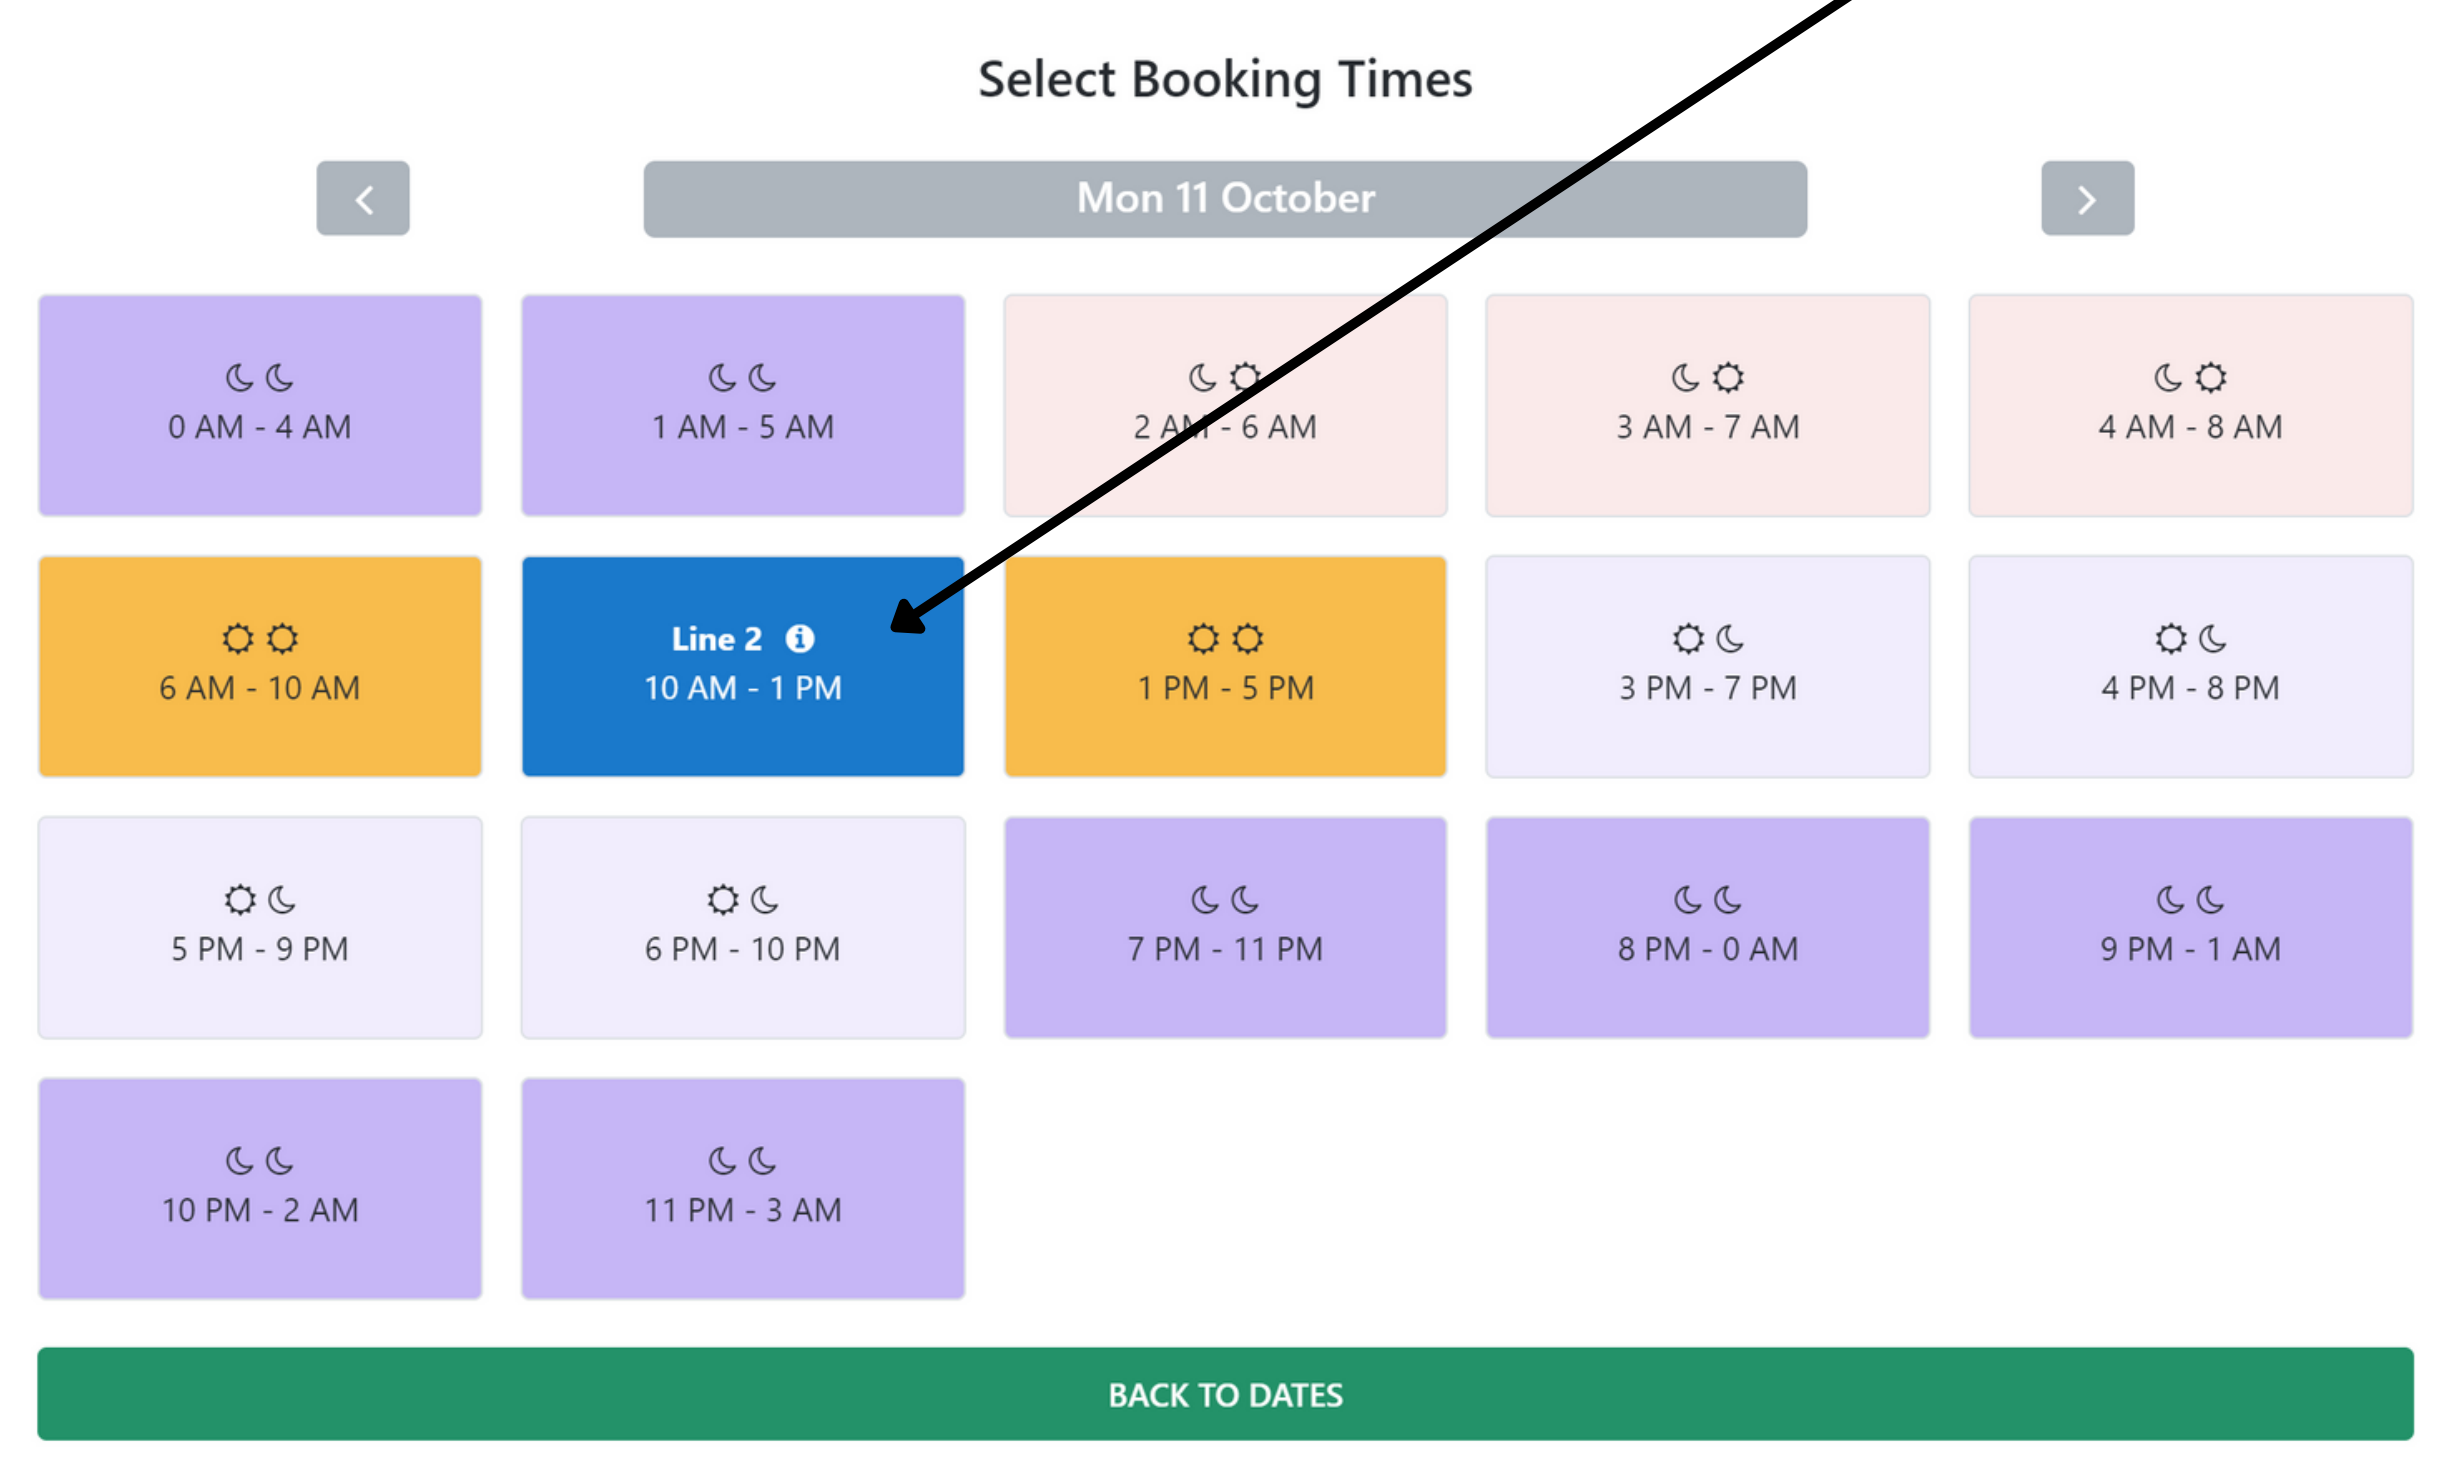 Select Booking Times
Mon 11 October
0 AM - 4 AM
1 AM - 5 AM
2 AM - 6 AM
3 AM - 7 AM
4 AM - 8 AM
6 AM - 10 AM
Line 2
10 AM - 1 PM
1 PM - 5 PM
3 PM - 7 PM
4 PM - 8 PM
5 PM - 9 PM
6 PM - 10 PM
7 PM - 11 PM
8 PM - 0 AM
9 PM - 1 AM
10 PM - 2 AM
11 PM - 3 AM
BACK TO DATES